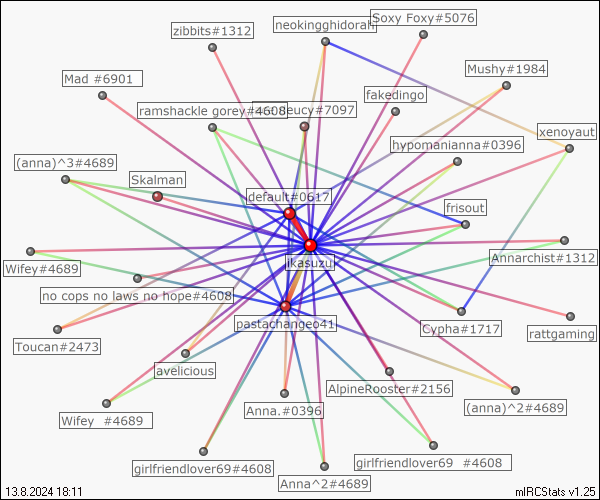 Soxy Foxy#5076
neokingghidorah
zibbits#1312
Mushy#1984
Mad #6901
fakedingo
ramshackle gorey#4608
leucy#7097
xenoyaut
hypomanianna#0396
(anna)^3#4689
Skalman
default#0617
frisout
Annarchist#1312
Wifey#4689
ikasuzu
no cops no laws no hope#4608
pastachangeo41
Cypha#1717
rattgaming
Toucan#2473
avelicious
AlpineRooster#2156
(anna)^2#4689
Anna.#0396
Wifey #4689
girlfriendlover69#4608
girlfriendlover69 #4608
Anna^2#4689
13.8.2024 18:11
mIRCStats v1.25